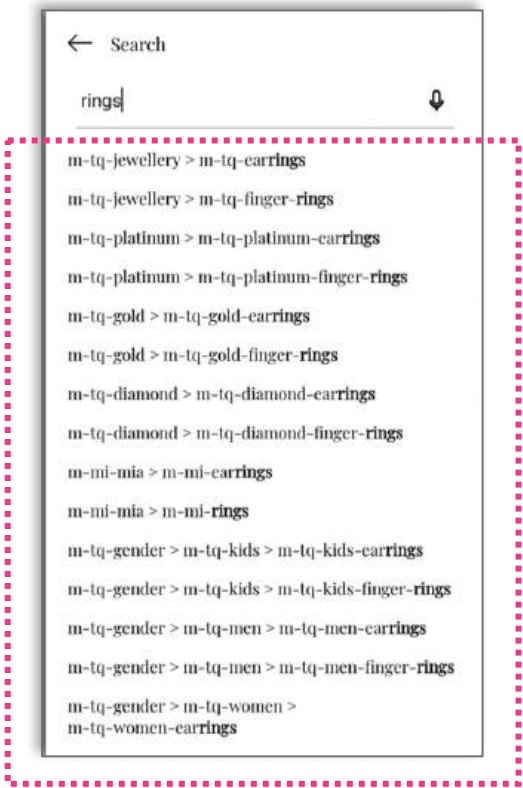 Search
rings
m-tq-jewellery > m-tq-earrings
m-tq-jewellery > m-tq-finger-rings
m-tq-platinum > m-tq-platinum-earrings
m-tq-platinum > m-tq-platinum-finger-rings
m-tq-gold > m-tq-gold-earrings
m-tq-gold > m-tq-gold-finger-rings
m-tq-diamond > m-tq-diamond-earrings
m-tq-diamond > m-tq-diamond-finger-rings
m-mi-mia > m-mi-earrings
m-mi-mia > m-mi-rings
m-tq-gender > m-tq-kids > m-tq-kids-earrings
m-tq-gender > m-tq-kids > m-tq-kids-finger-rings
m-tq-gender > m-tq-men > m-tq-men-earrings
m-tq-gender > m-tq-men > m-tq-men-finger-rings
m-tq-gender > m-tq-women >
m-tq-women-earrings